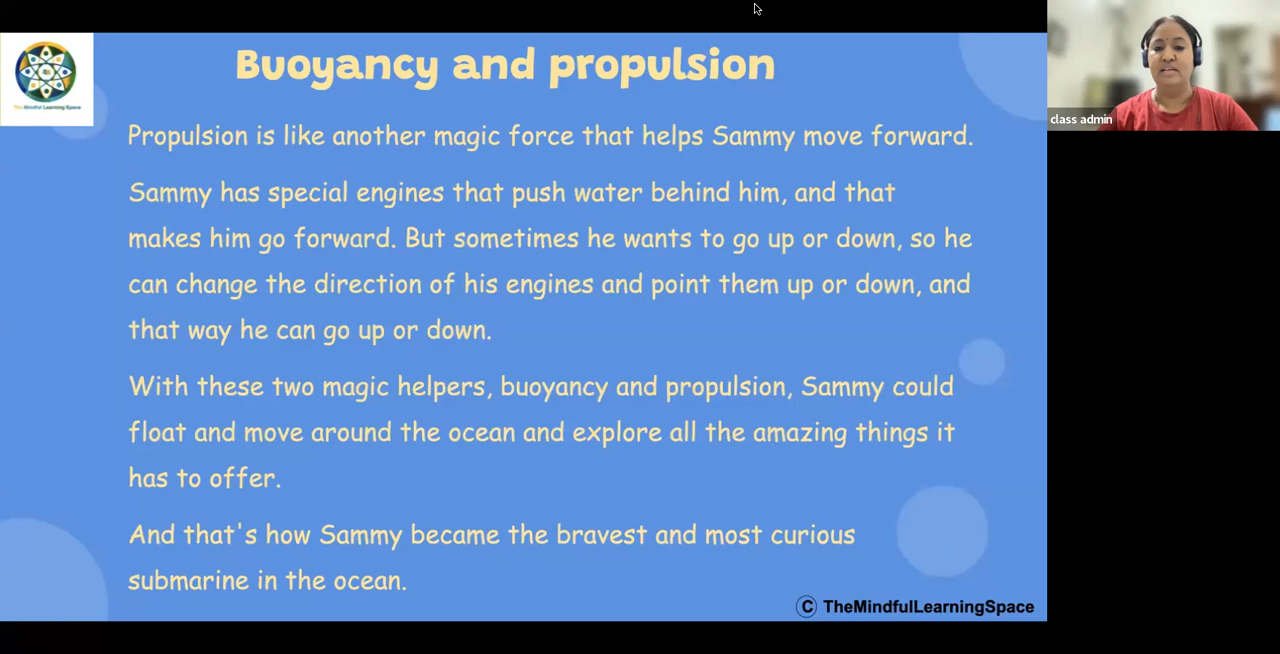 Buoyancy and propulsion
The Mindful Learning Space
Propulsion is like another magic force that helps Sammy move forward.
Sammy has special engines that push water behind him, and that
makes him go forward. But sometimes he wants to go up or down, so he
can change the direction of his engines and point them up or down, and
that way he can go up or down.
With these two magic helpers, buoyancy and propulsion, Sammy could
float and move around the ocean and explore all the amazing things it
has to offer.
And that's how Sammy became the bravest and most curious
submarine in the ocean.
© TheMindfulLearningSpace
class admin